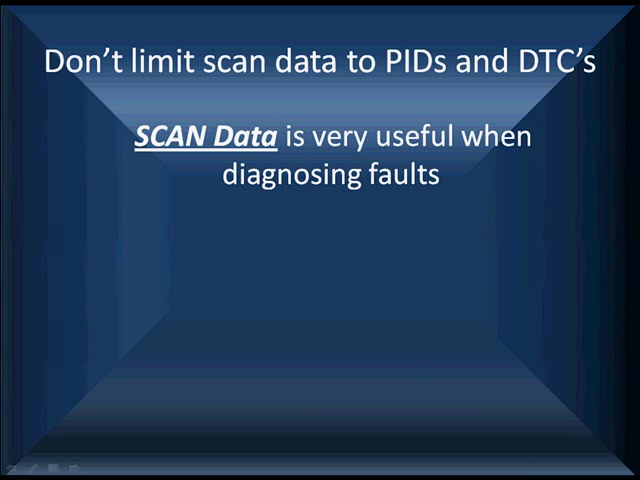 Don’t limit scan data to PIDs and DTC’s
SCAN Data is very useful when
diagnosing faults